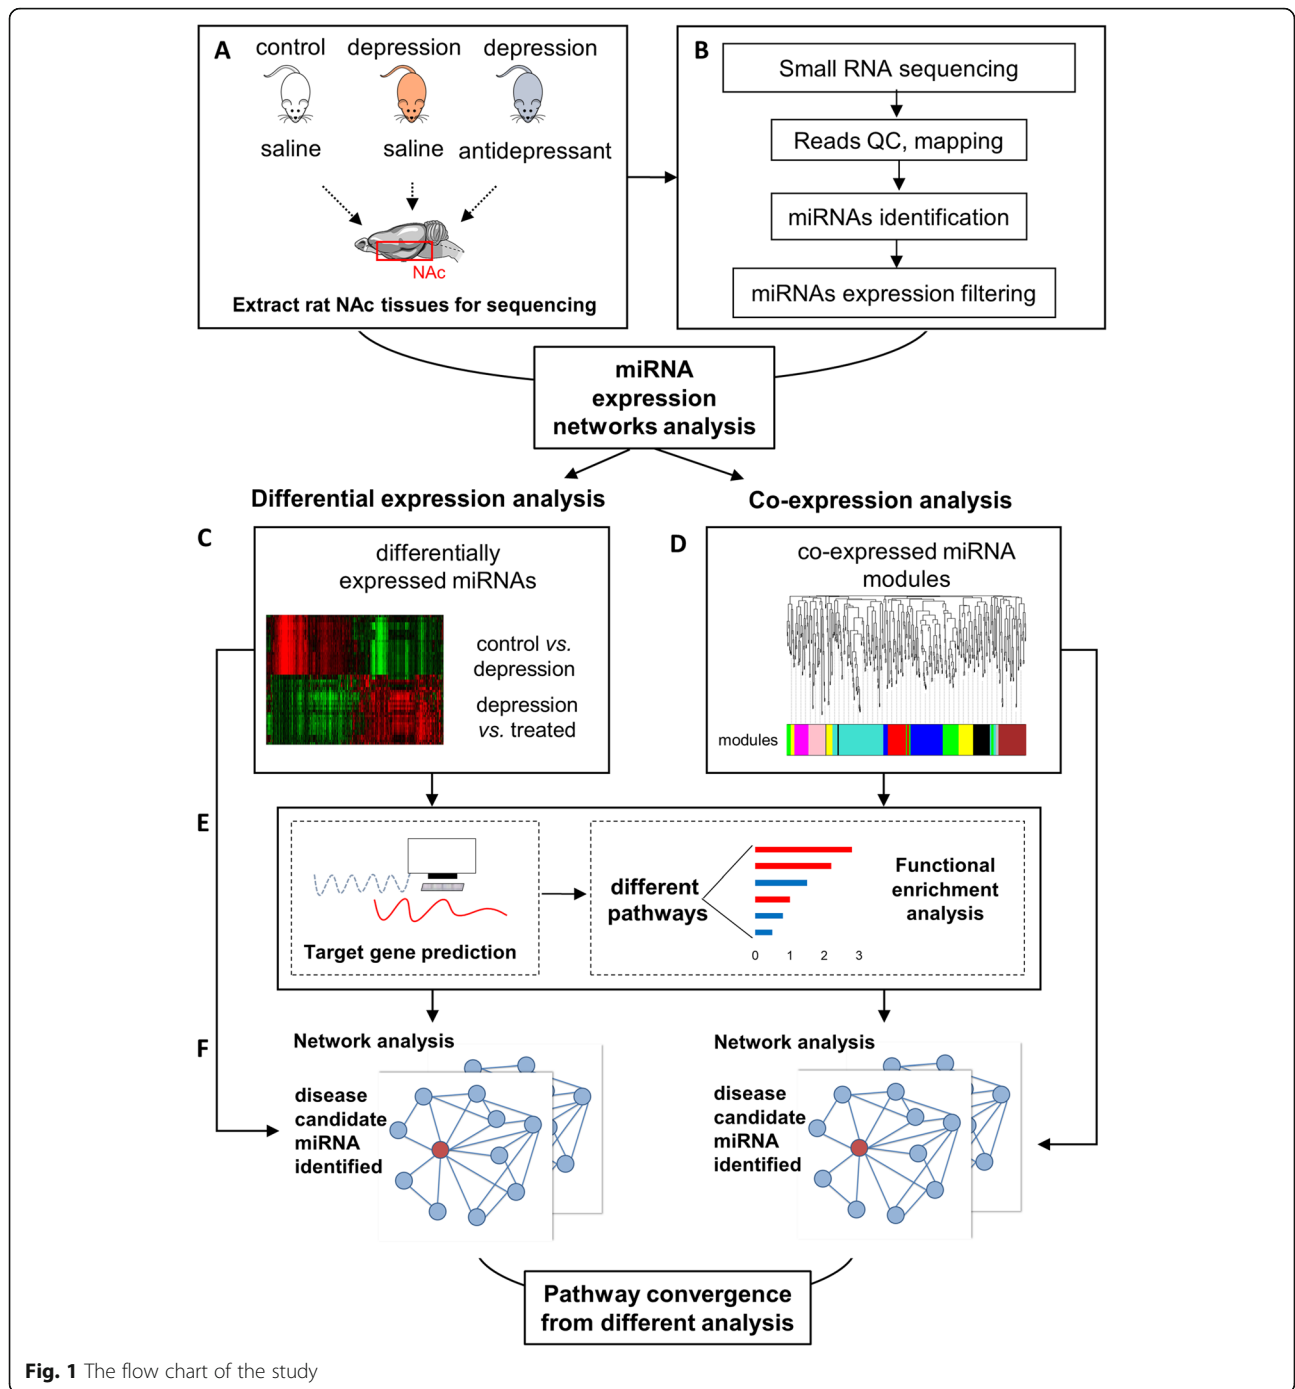 A
control
depression
depression
saline
saline
antidepressant
NAc
Extract rat NAc tissues for sequencing
B
Small RNA sequencing
Reads QC, mapping
miRNAs identification
miRNAs expression filtering
miRNA
expression
networks analysis
Differential expression analysis
Co-expression analysis
C
differentially
expressed miRNAs
control vs.
depression
depression
vs. treated
D
co-expressed miRNA
modules
modules
E
Target gene prediction
different
pathways
0 1 2 3
Functional
enrichment
analysis
F
Network analysis
disease
candidate
miRNA
identified
Network analysis
disease
candidate
miRNA
identified
Pathway convergence
from different analysis
Fig. 1 The flow chart of the study